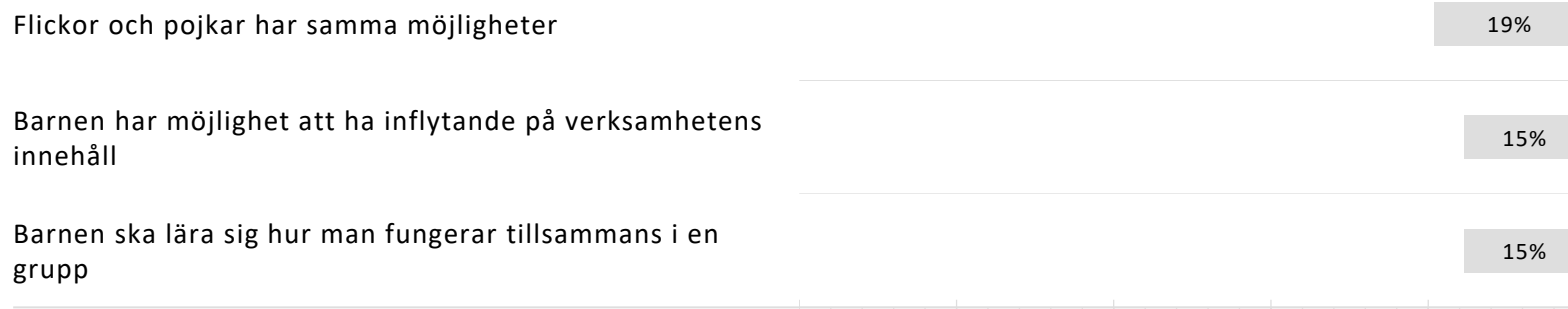 Flickor och pojkar har samma möjligheter
19%
Barnen har möjlighet att ha inflytande på verksamhetens
innehåll
15%
Barnen ska lära sig hur man fungerar tillsammans i en
grupp
15%